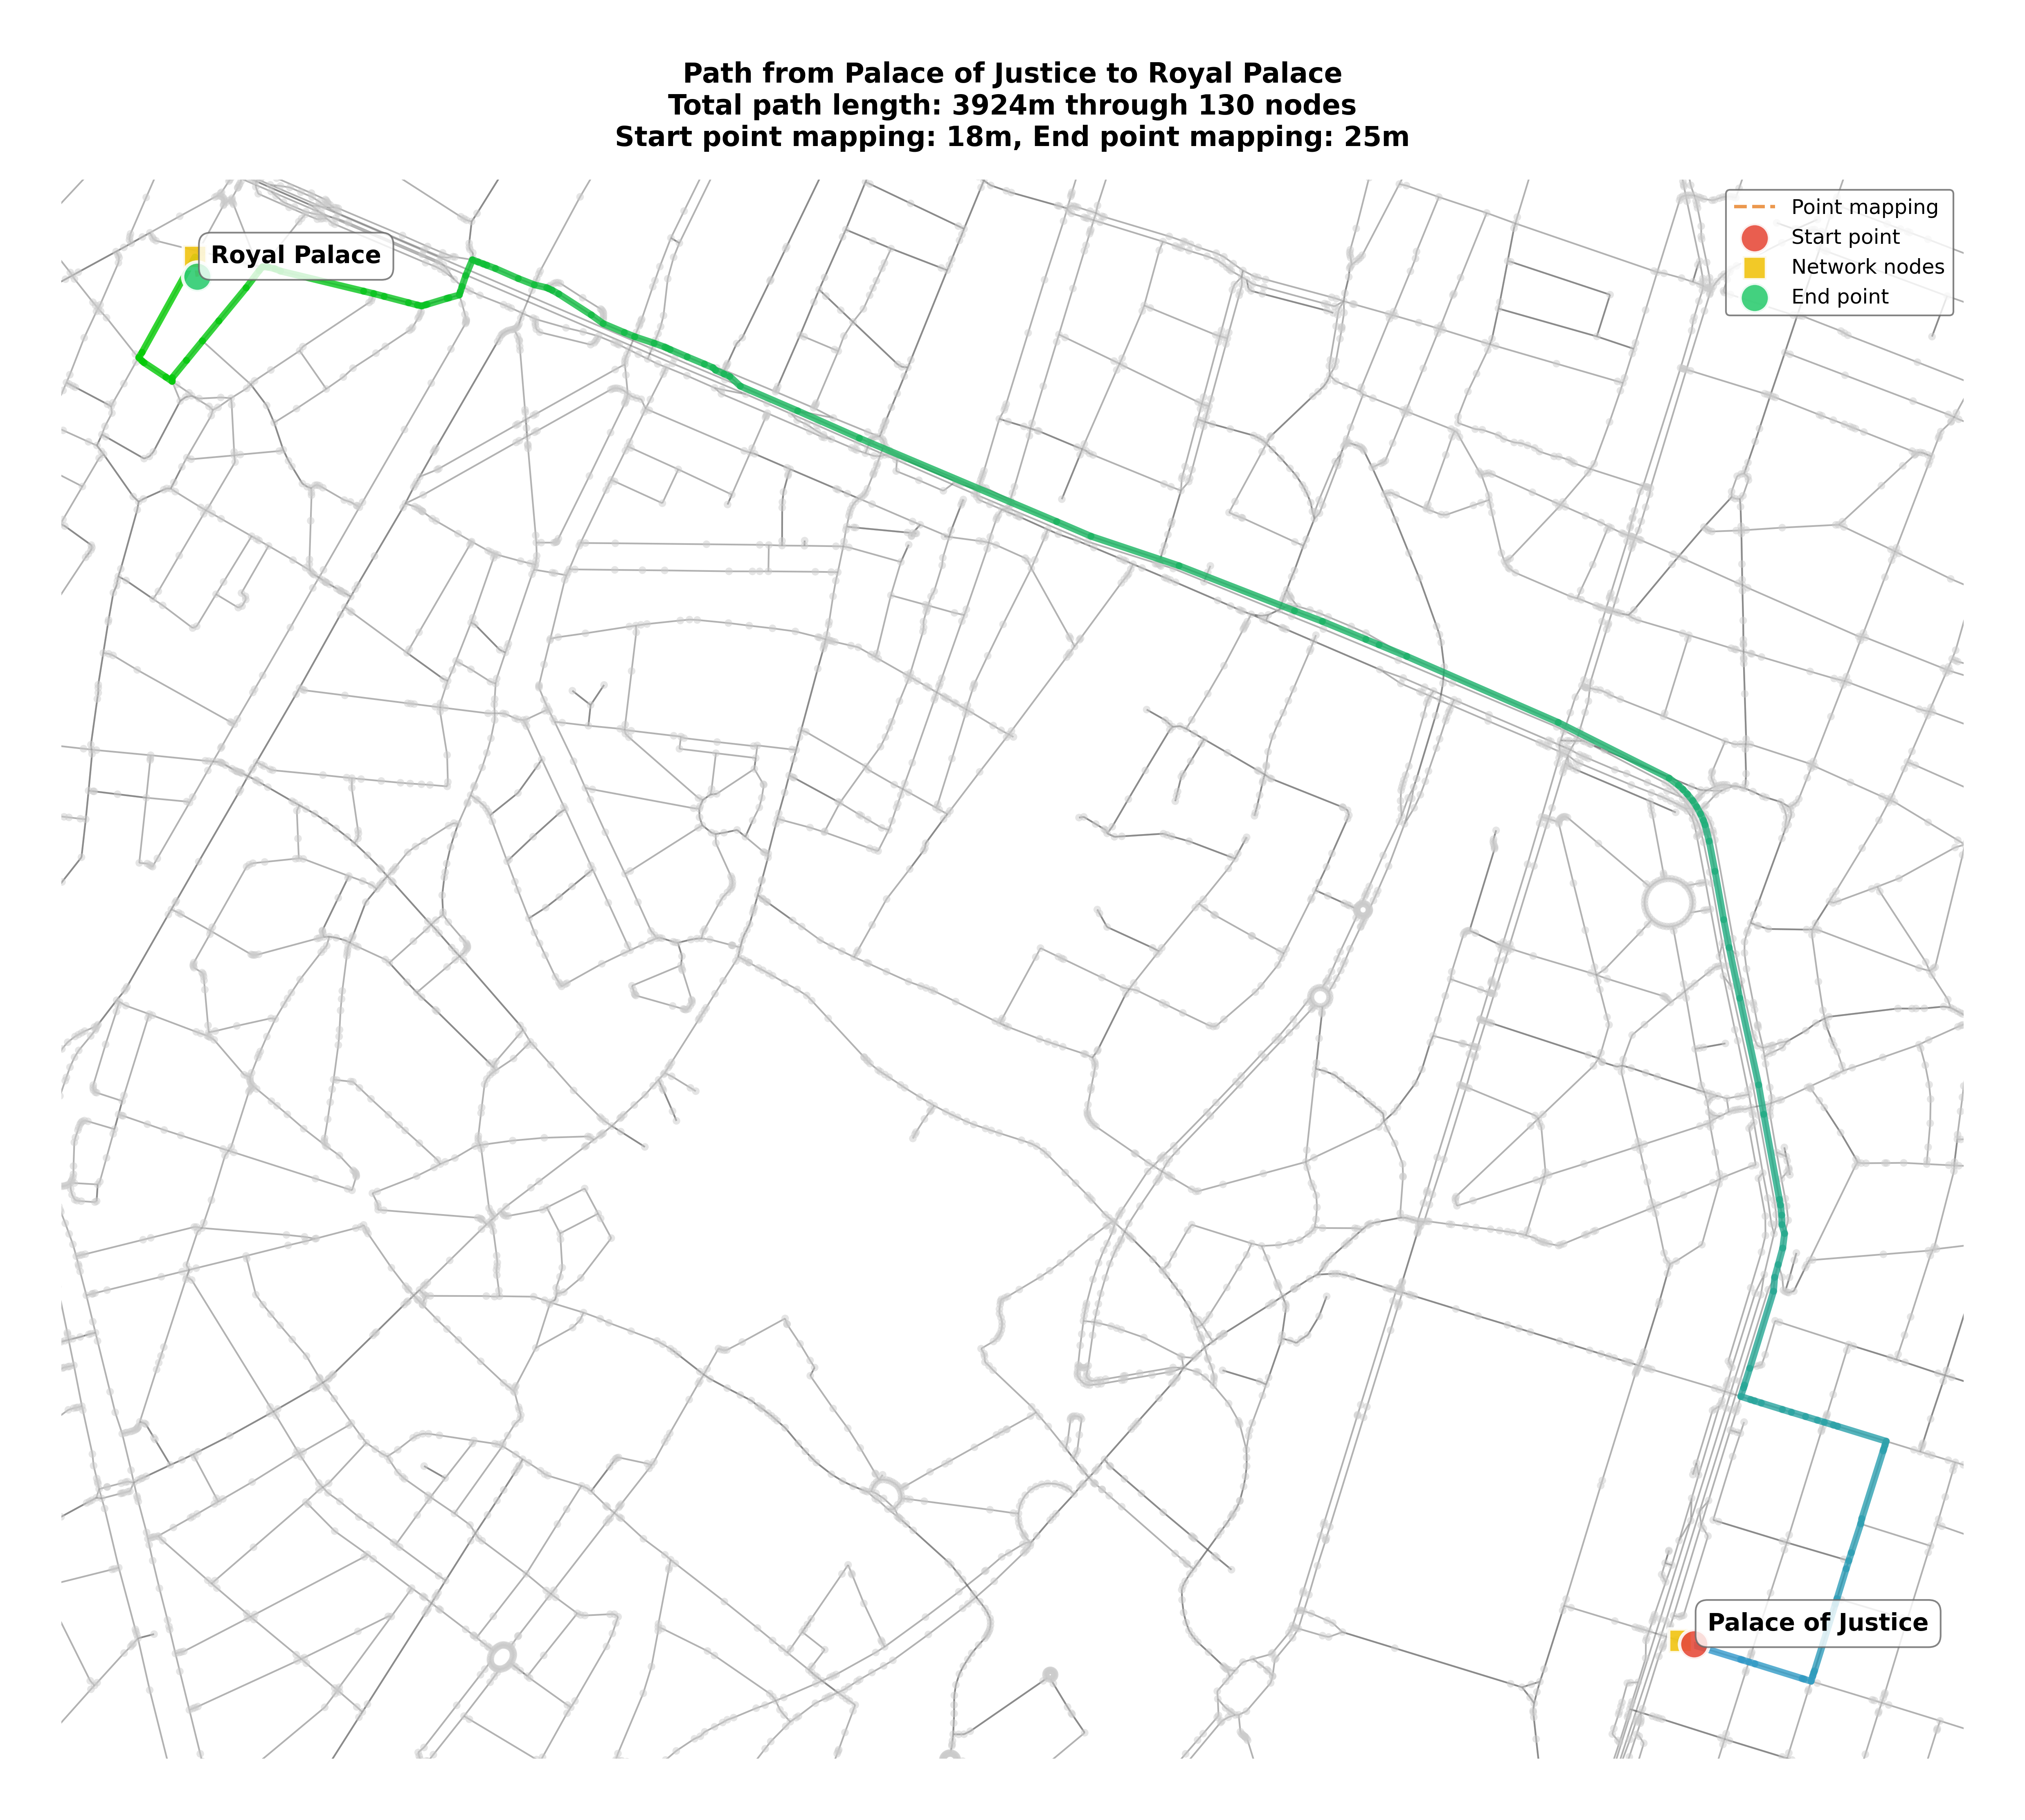 Path from Palace of Justice to Royal Palace
Total path length: 3924m through 130 nodes
Start point mapping: 18m, End point mapping: 25m
Point mapping
Start point
Network nodes
End point
Royal Palace
Palace of Justice